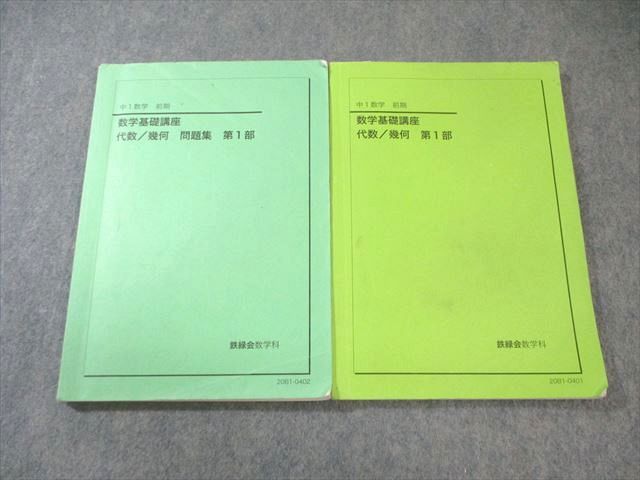 中1数学 前期
数学基礎講座
代数／幾何 問題集 第1部
鉄緑会数学科
20B1-0402
中1数学 前期
数学基礎講座
代数／幾何 第1部
鉄緑会数学科
20B1-0401